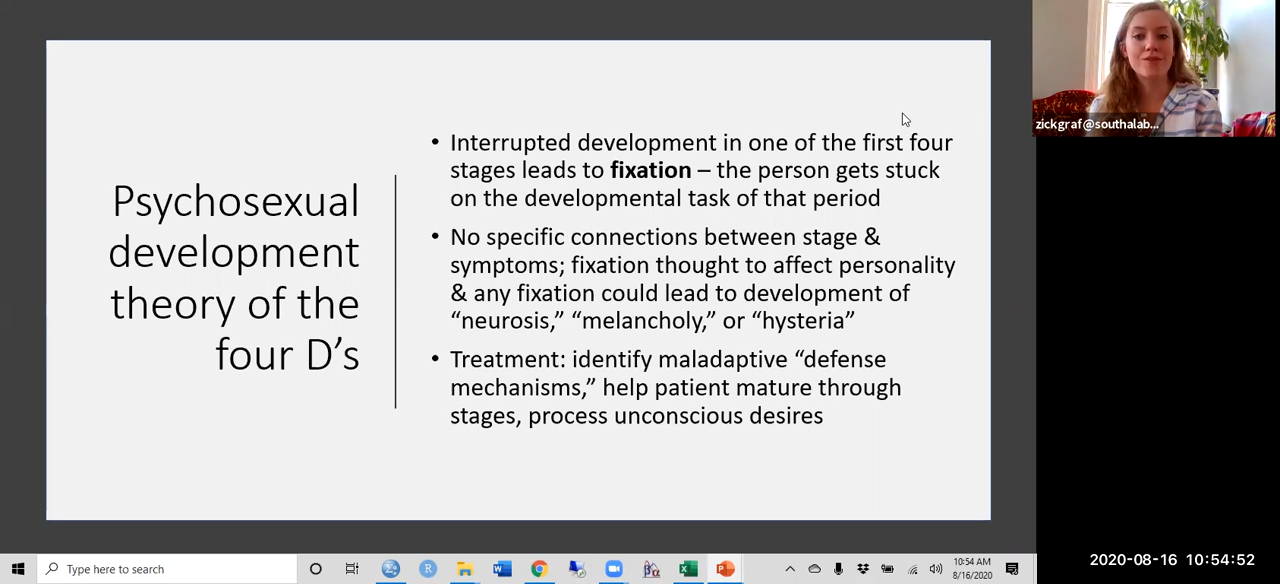 Psychosexual
development
theory of the
four D's
• Interrupted development in one of the first four
stages leads to fixation – the person gets stuck
on the developmental task of that period
• No specific connections between stage &
symptoms; fixation thought to affect personality
& any fixation could lead to development of
“neurosis,” “melancholy,” or “hysteria”
• Treatment: identify maladaptive “defense
mechanisms,” help patient mature through
stages, process unconscious desires
zickgraf@southalab...
Type here to search
10:54 AM
8/16/2020
2020-08-16 10:54:52